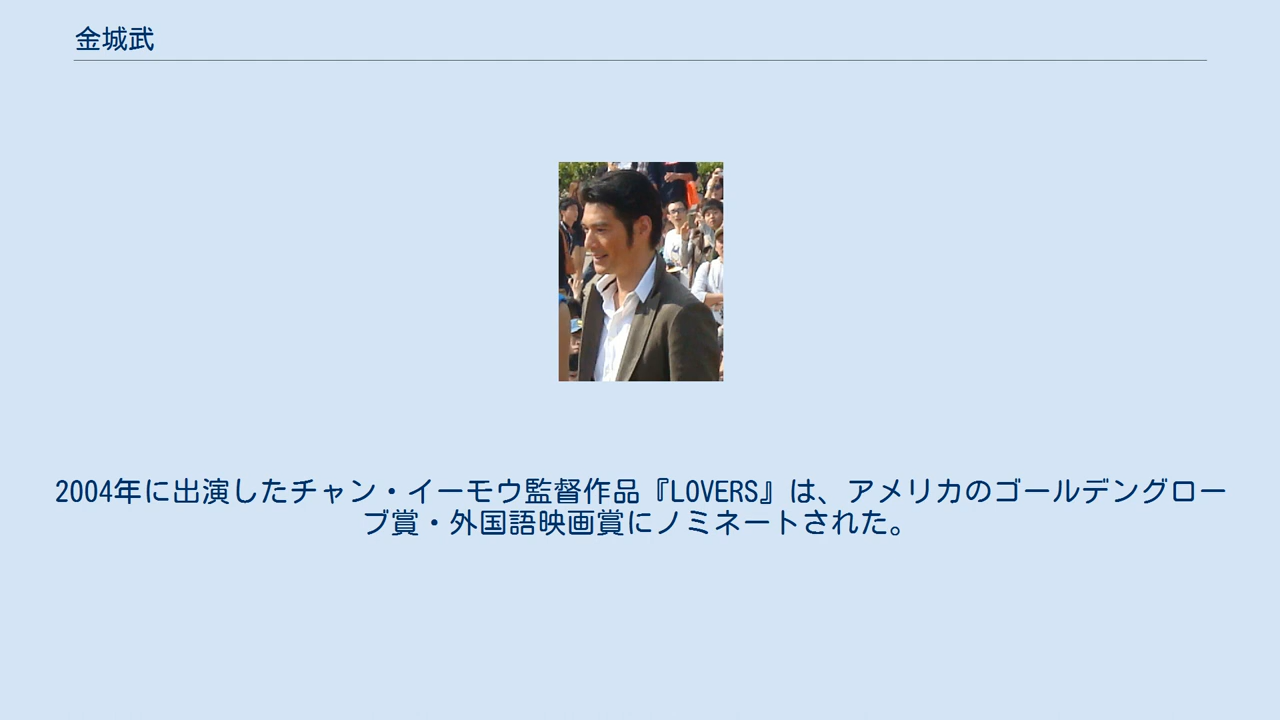 金城武
2004年に出演したチャン・イーモウ監督作品『LOVERS』は、アメリカのゴールデングロー
ブ賞・外国語映画賞にノミネートされた。